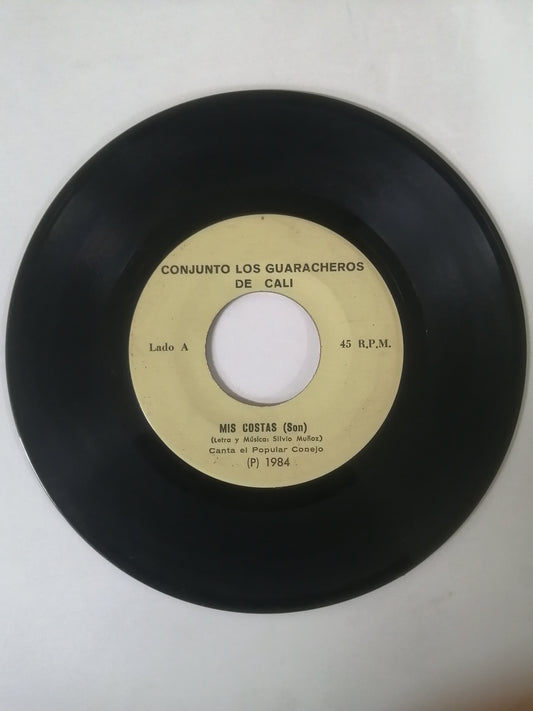 CONJUNTO LOS GUARACHEROS
DE CALI
Lado A
45 R.P.M.
MIS COSTAS (Son)
(Letra y Música: Silvio Muñoz)
Canta el Popular Conejo
(P) 1984